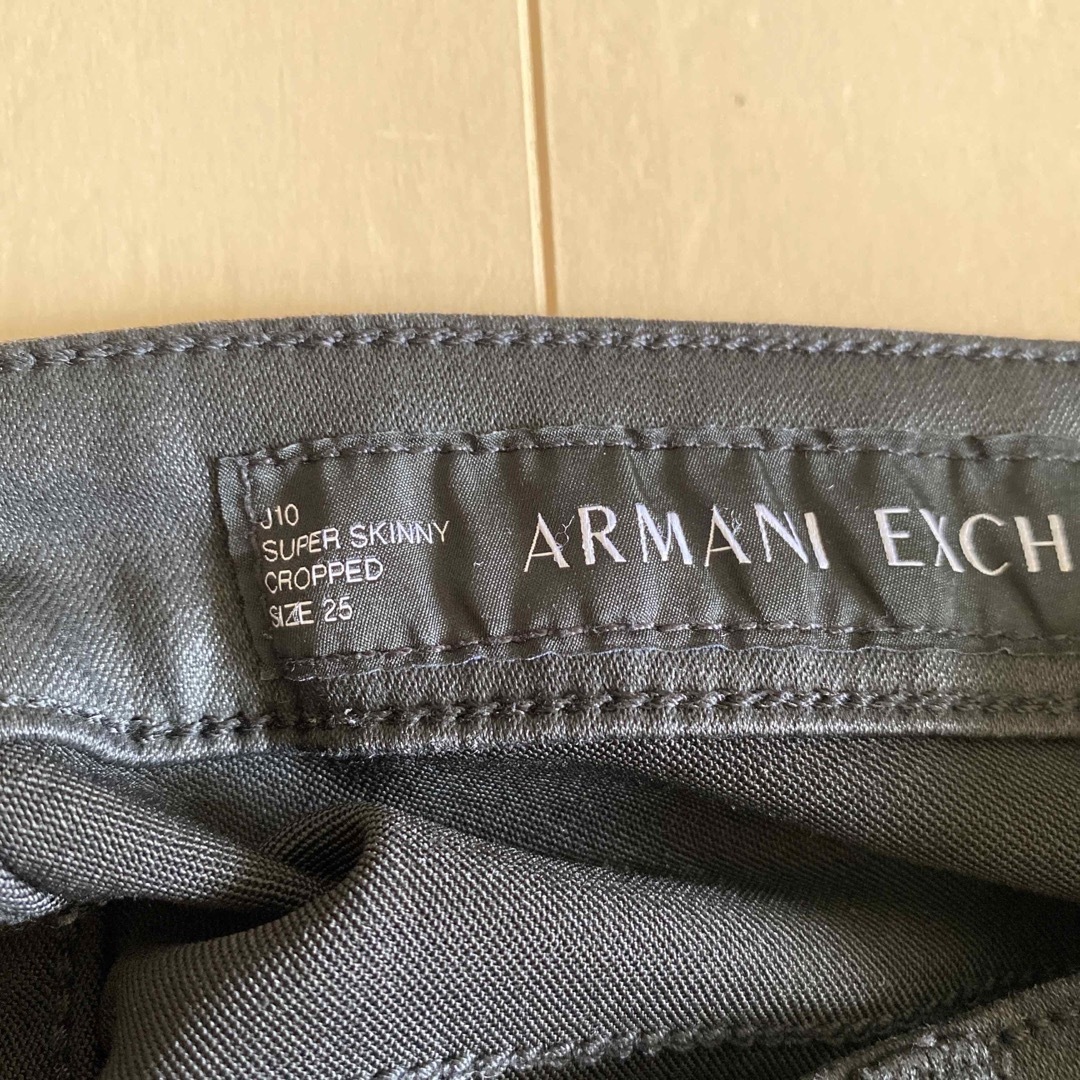 J10
SUPER SKINNY
CROPPED
SIZE 25
ARMANI EXCH